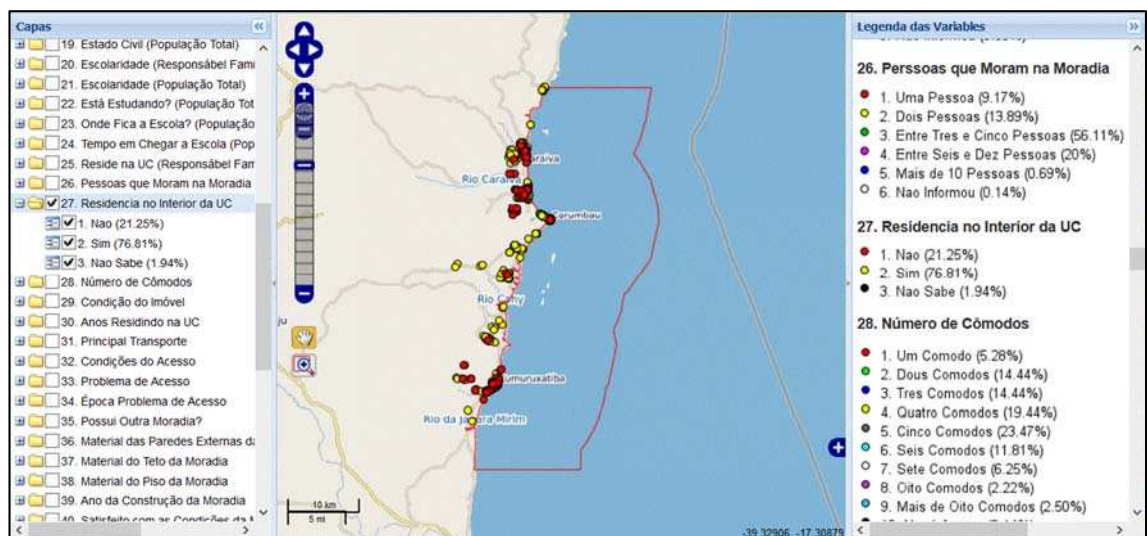 Capas
19. Estado Civil (População Total)
20. Escolaridade (Responsábel Fami
21. Escolaridade (População Total)
22. Está Estudando? (População Tot
23. Onde Fica a Escola? (População
24. Tempo em Chegar a Escola (Pop
25. Reside na UC (Responsábel Fam
26. Pessoas que Moram na Moradia
27. Residencia no Interior da UC
1. Nao (21.25%)
2. Sim (76.81%)
3. Nao Sabe (1.94%)
28. Número de Cômodos
29. Condição do Imóvel
30. Anos Residindo na UC
31. Principal Transporte
32. Condições do Acesso
33. Problema de Acesso
34. Época Problema de Acesso
35. Possui Outra Moradia?
36. Material das Paredes Externas da
37. Material do Teto da Moradia
38. Material do Piso da Moradia
39. Ano da Construção da Moradia
40. Satisfeito com as Condições da M
araiva
Rio Caraiva
Corumbau
Rio Cahy
ju
umuruxatiba
Rio da Mirim
10 km
5 mi
-39.32906, -17.30879
Legenda das Variables
26. Perssoas que Moram na Moradia
1. Uma Pessoa (9.17%)
2. Dois Pessoas (13.89%)
3. Entre Tres e Cinco Pessoas (56.11%)
4. Entre Seis e Dez Pessoas (20%)
5. Mais de 10 Pessoas (0.69%)
6. Nao Informou (0.14%)
27. Residencia no Interior da UC
1. Nao (21.25%)
2. Sim (76.81%)
3. Nao Sabe (1.94%)
28. Número de Cômodos
1. Um Comodo (5.28%)
2. Dous Comodos (14.44%)
3. Tres Comodos (14.44%)
4. Quatro Comodos (19.44%)
5. Cinco Comodos (23.47%)
6. Seis Comodos (11.81%)
7. Sete Comodos (6.25%)
8. Oito Comodos (2.22%)
9. Mais de Oito Comodos (2.50%)